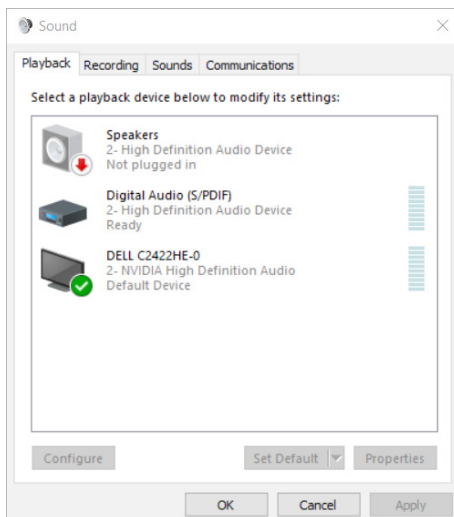 Sound
Playback Recording Sounds Communications
Select a playback device below to modify its settings:
Speakers
2- High Definition Audio Device
Not plugged in
Digital Audio (S/PDIF)
2- High Definition Audio Device
Ready
DELL C2422HE-0
2- NVIDIA High Definition Audio
Default Device
Configure Set Default Properties
OK Cancel Apply